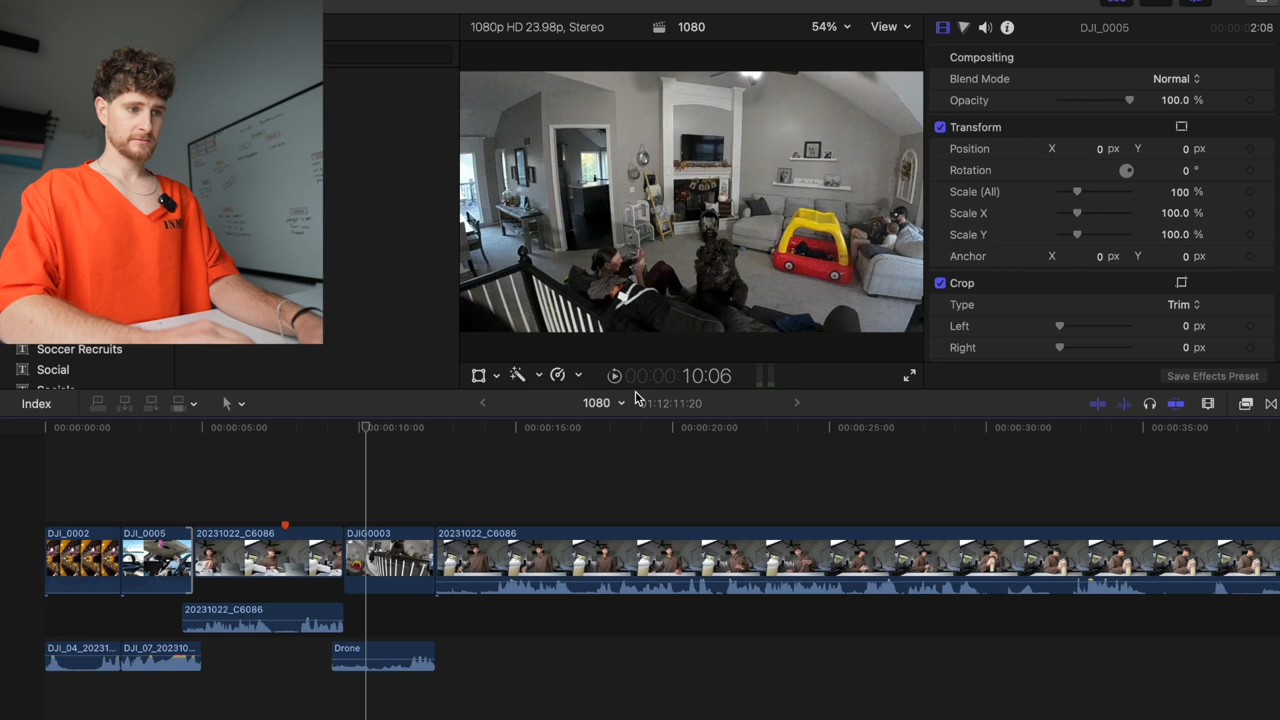 1080p HD 23.98p, Stereo 1080 54% View DJI_0005 00:00:02:08
Compositing
Blend Mode Normal
Opacity 100.0 %
Transform
Position X 0 px Y 0 px
Rotation 0 °
Scale (All) 100 %
Scale X 100.0 %
Scale Y 100.0 %
Anchor X 0 px Y 0 px
Crop
Type Trim
Left 0 px
Right 0 px
INMA
Soccer Recruits
Social
00:00:10:06
Save Effects Preset
Index 1080 01:12:11:20
00:00:00:00 00:00:05:00 00:00:10:00 00:00:15:00 00:00:20:00 00:00:25:00 00:00:30:00 00:00:35:00
DJI_0002 DJI_0005 20231022_C6086 DJI_0003 20231022_C6086
20231022_C6086
DJI_04_20231... DJI_07_202310... Drone